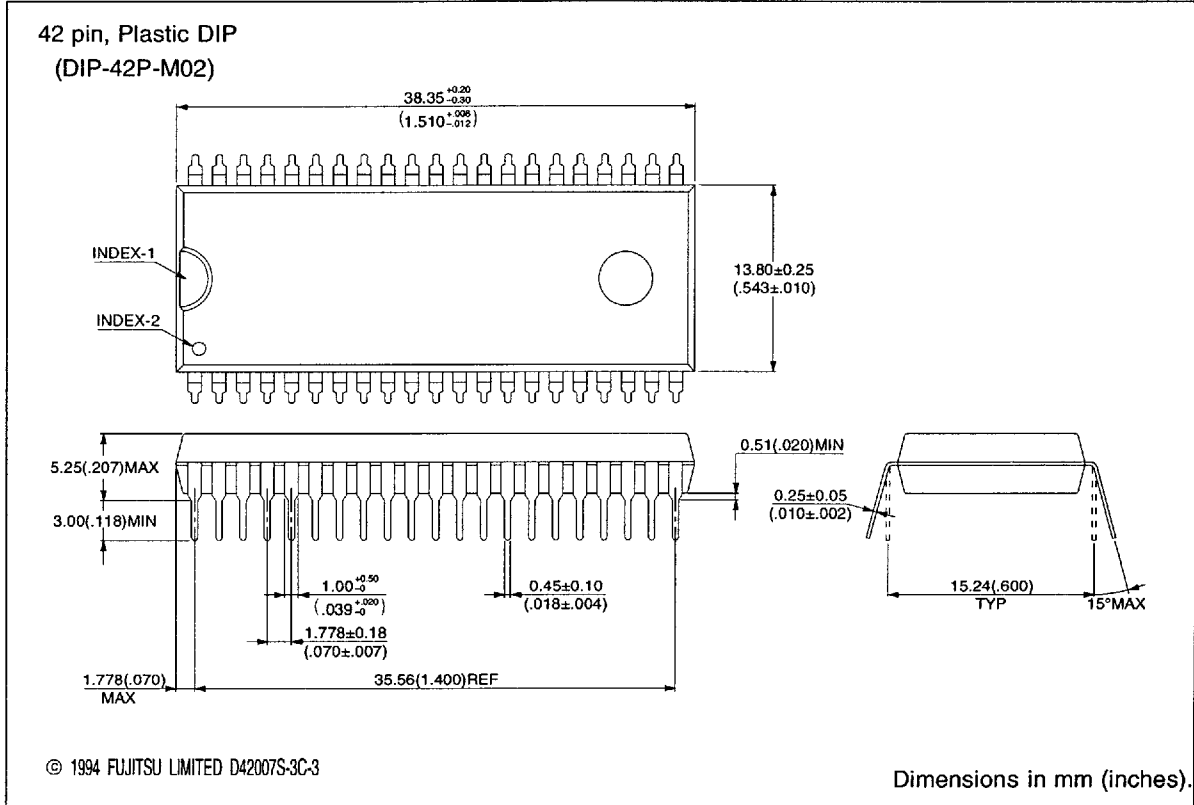 42 pin, Plastic DIP
(DIP-42P-M02)
38.35 +0.20 -0.30
(1.510 +.008 -.012)
INDEX-1
13.80±0.25
(.543±.010)
INDEX-2
5.25(.207)MAX
0.51(.020)MIN
3.00(.118)MIN
0.25±0.05
(.010±.002)
1.00 +0.50 -0
(.039 +.020 -0)
0.45±0.10
(.018±.004)
15.24(.600)
TYP
15°MAX
1.778±0.18
(.070±.007)
1.778(.070)
MAX
35.56(1.400)REF
© 1994 FUJITSU LIMITED D42007S-3C-3
Dimensions in mm (inches).